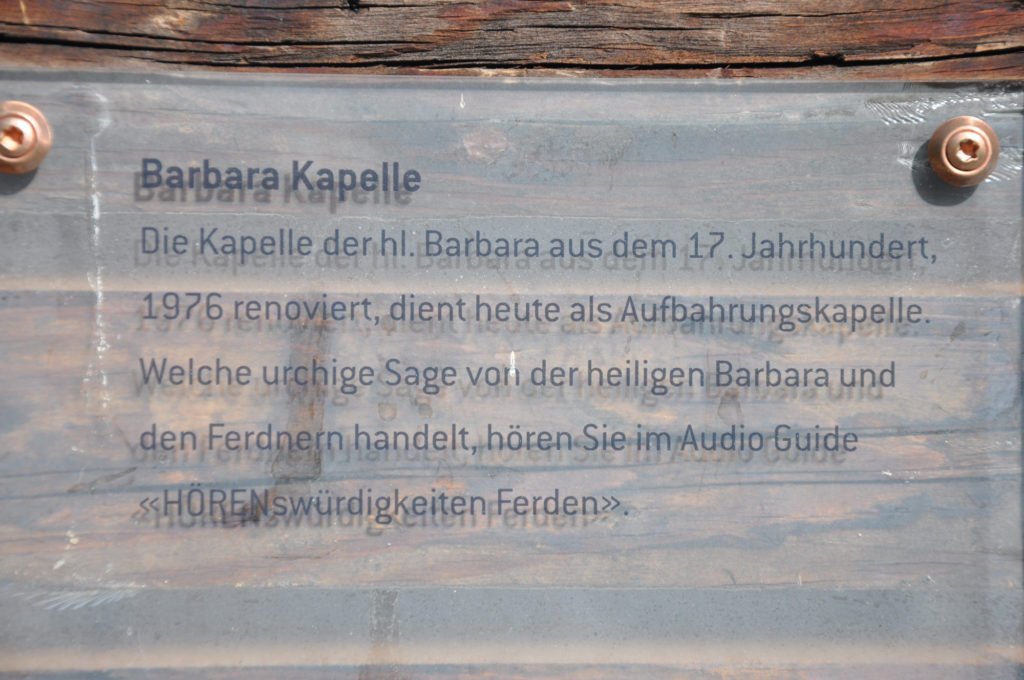 Barbara Kapelle
Die Kapelle der hl. Barbara aus dem 17. Jahrhundert,
1976 renoviert, dient heute als Aufbahrungskapelle.
Welche urchige Sage von der heiligen Barbara und
den Ferdnern handelt, hören Sie im Audio Guide
«HÖRENswürdigkeiten Ferden».